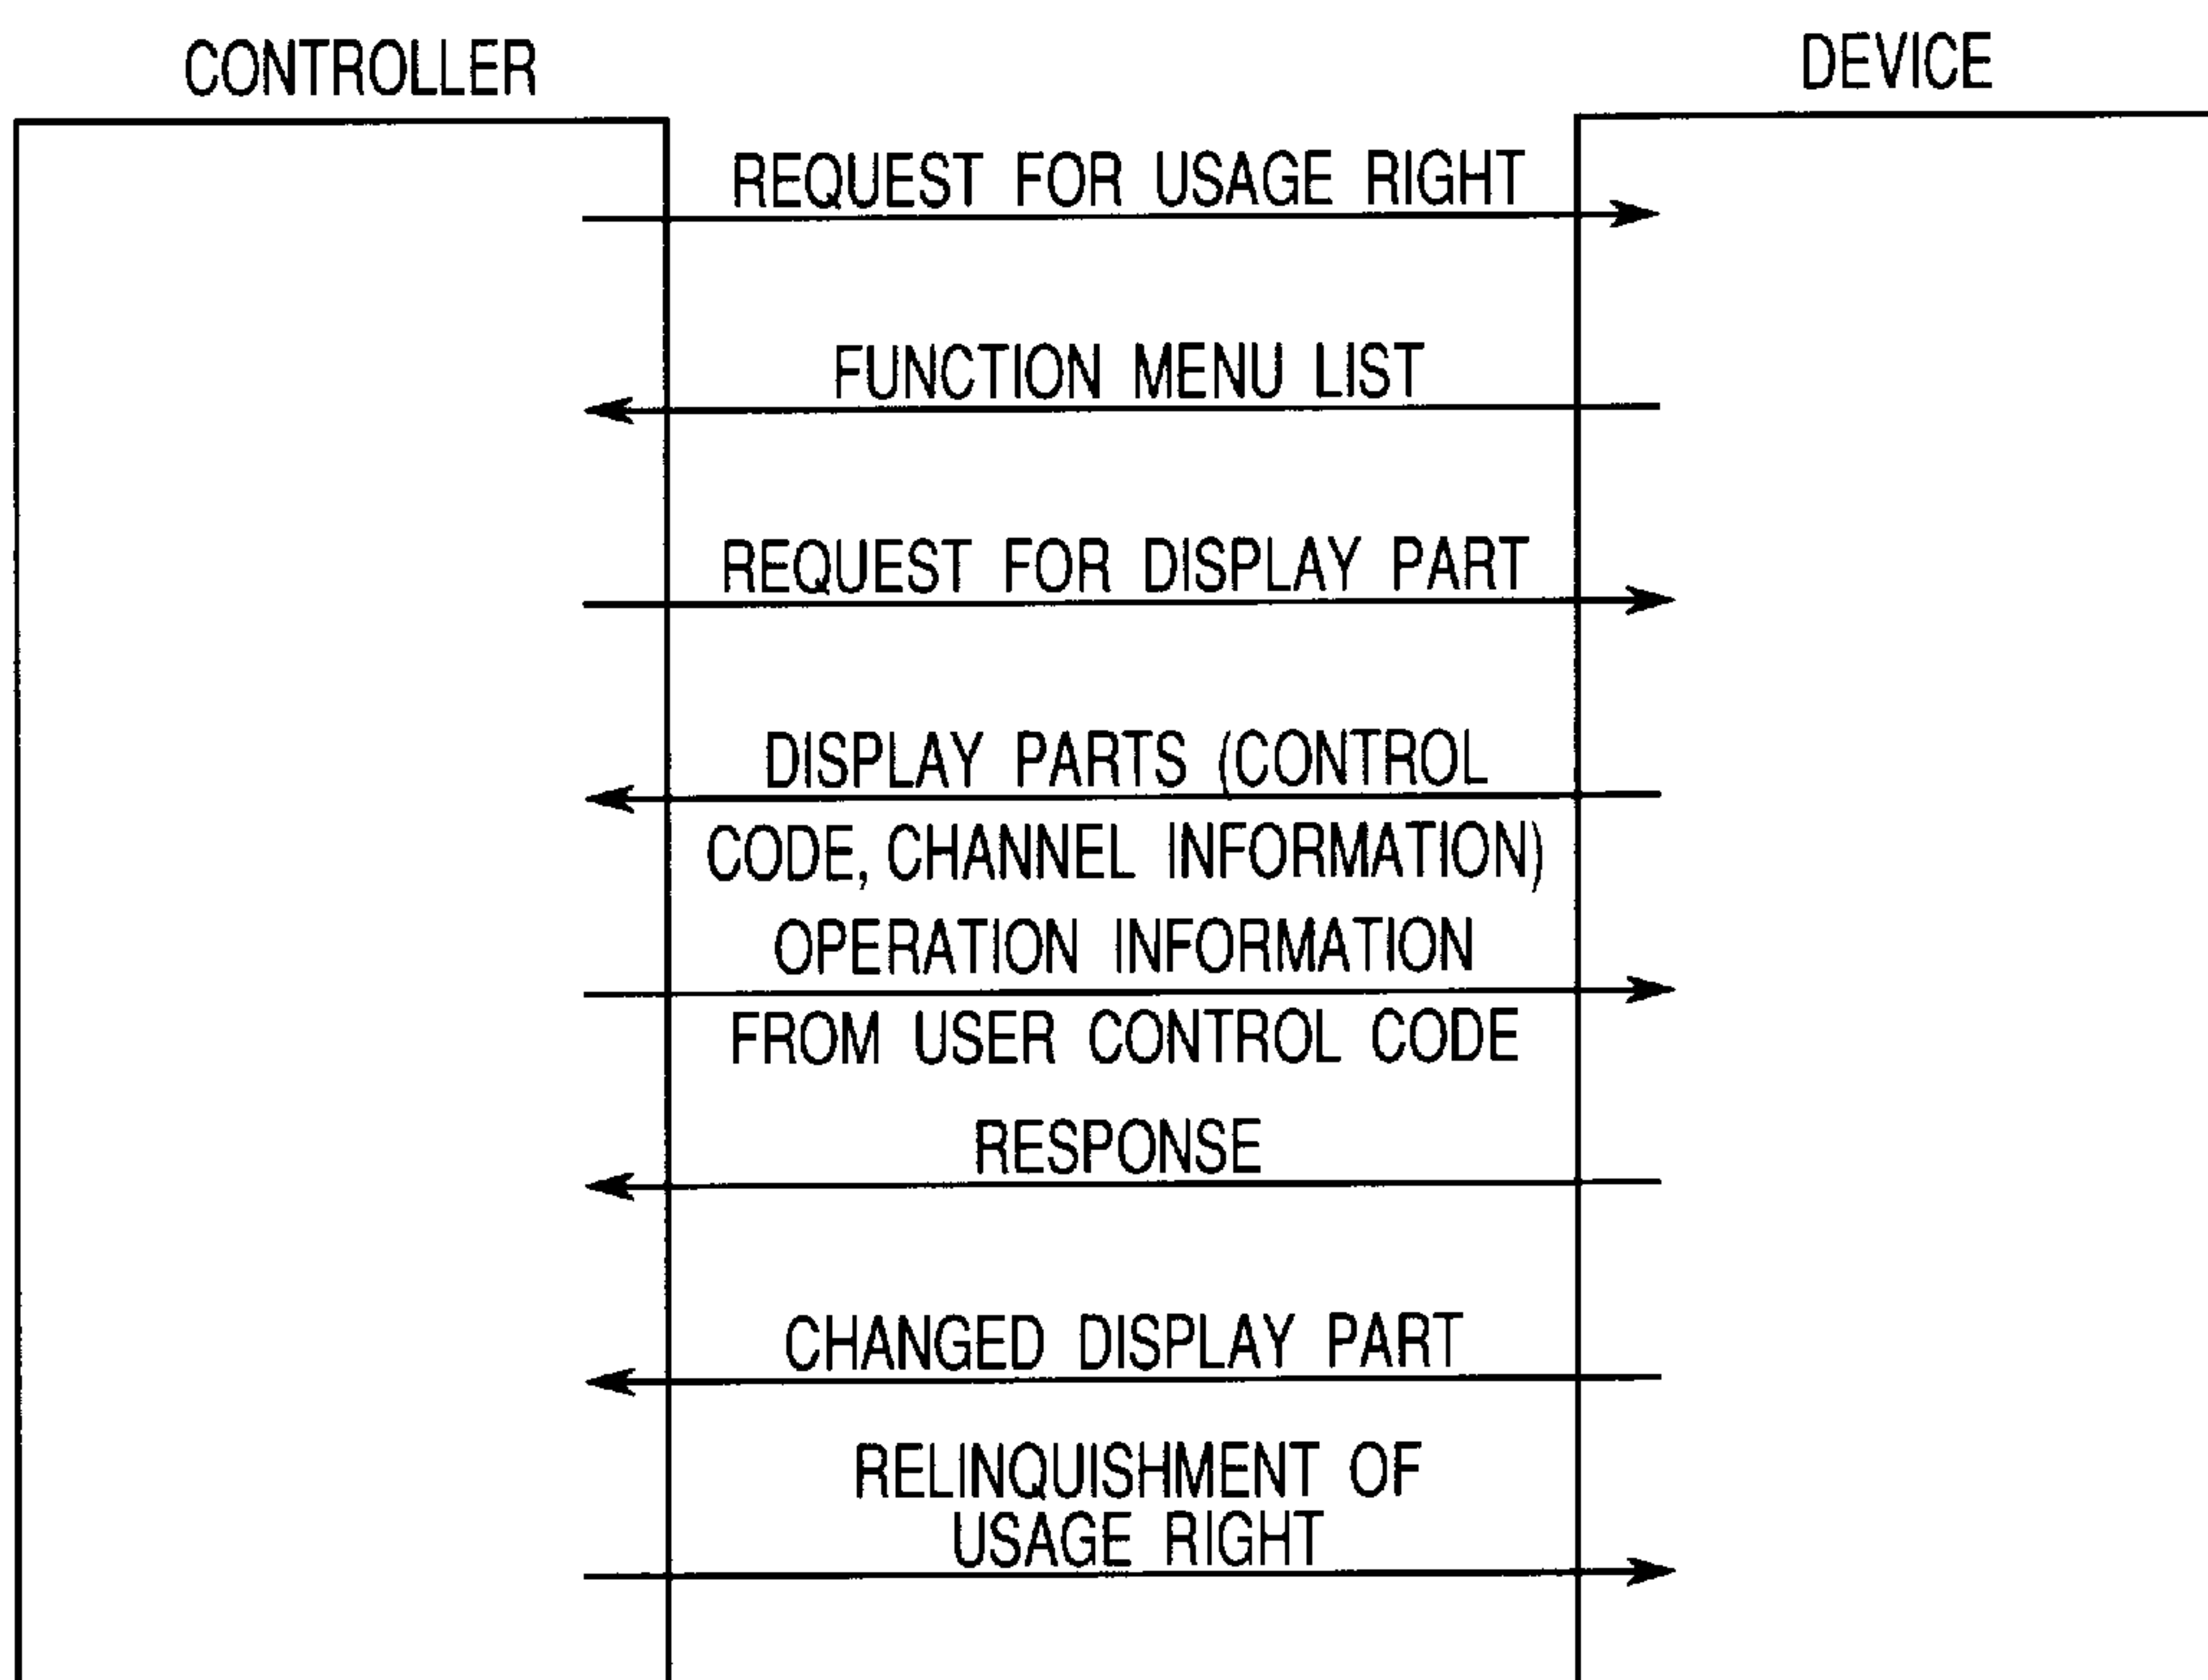 CONTROLLER
DEVICE
REQUEST FOR USAGE RIGHT
FUNCTION MENU LIST
REQUEST FOR DISPLAY PART
DISPLAY PARTS (CONTROL
CODE, CHANNEL INFORMATION)
OPERATION INFORMATION
FROM USER CONTROL CODE
RESPONSE
CHANGED DISPLAY PART
RELINQUISHMENT OF
USAGE RIGHT